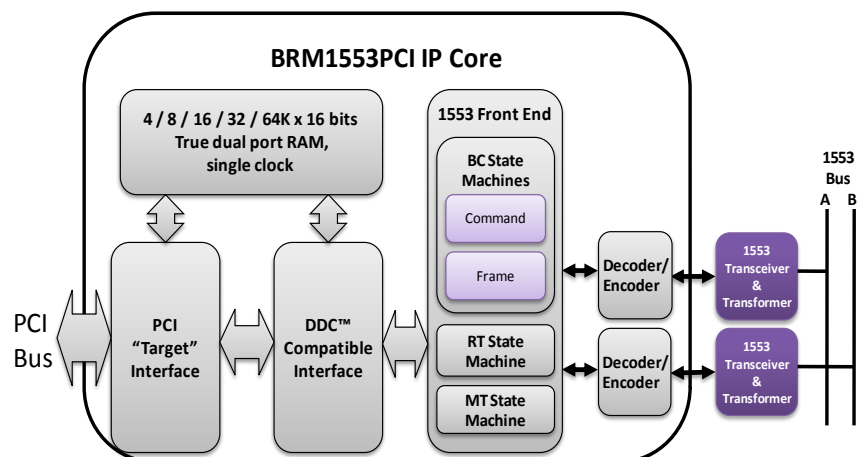 BRM1553PCI IP Core
4 / 8 / 16 / 32 / 64K x 16 bits
True dual port RAM,
single clock
1553 Front End
BC State
Machines
Command
Frame
RT State
Machine
MT State
Machine
PCI
Bus
PCI
“Target”
Interface
DDC™
Compatible
Interface
Decoder/
Encoder
Decoder/
Encoder
1553
Transceiver
&
Transformer
1553
Transceiver
&
Transformer
1553
Bus
A B